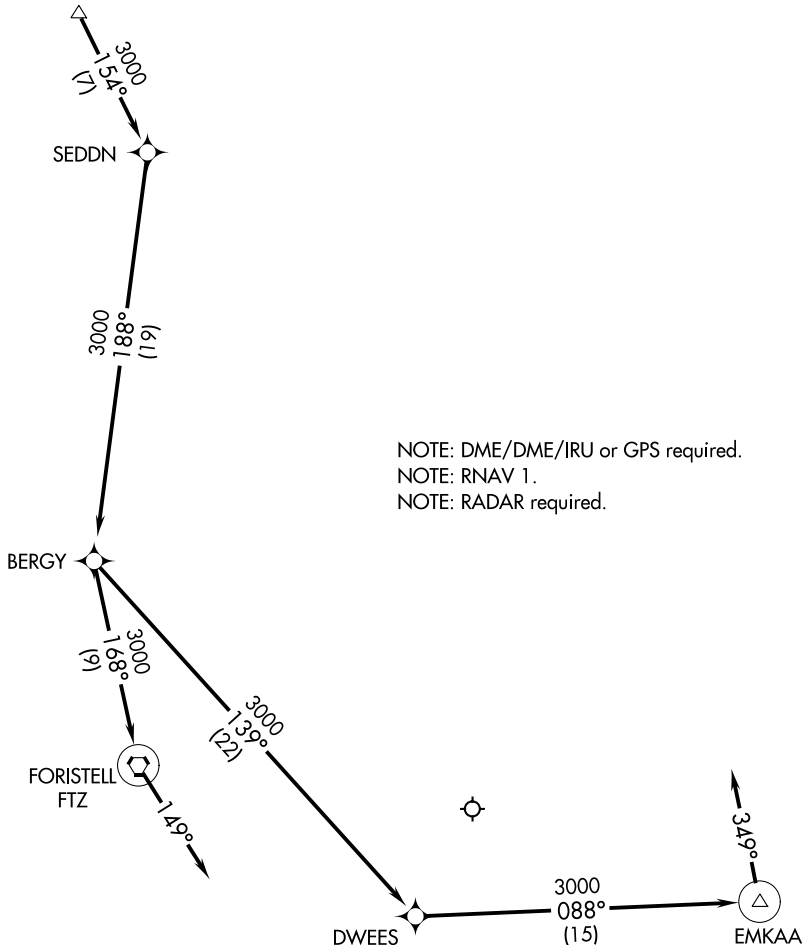 3000
154°
(7)
SEDDN
3000
188°
(19)
NOTE: DME/DME/IRU or GPS required.
NOTE: RNAV 1.
NOTE: RADAR required.
BERGY
3000
168°
(9)
3000
139°
(22)
FORISTELL
FTZ
149°
349°
3000
088°
(15)
DWEES
EMKAA